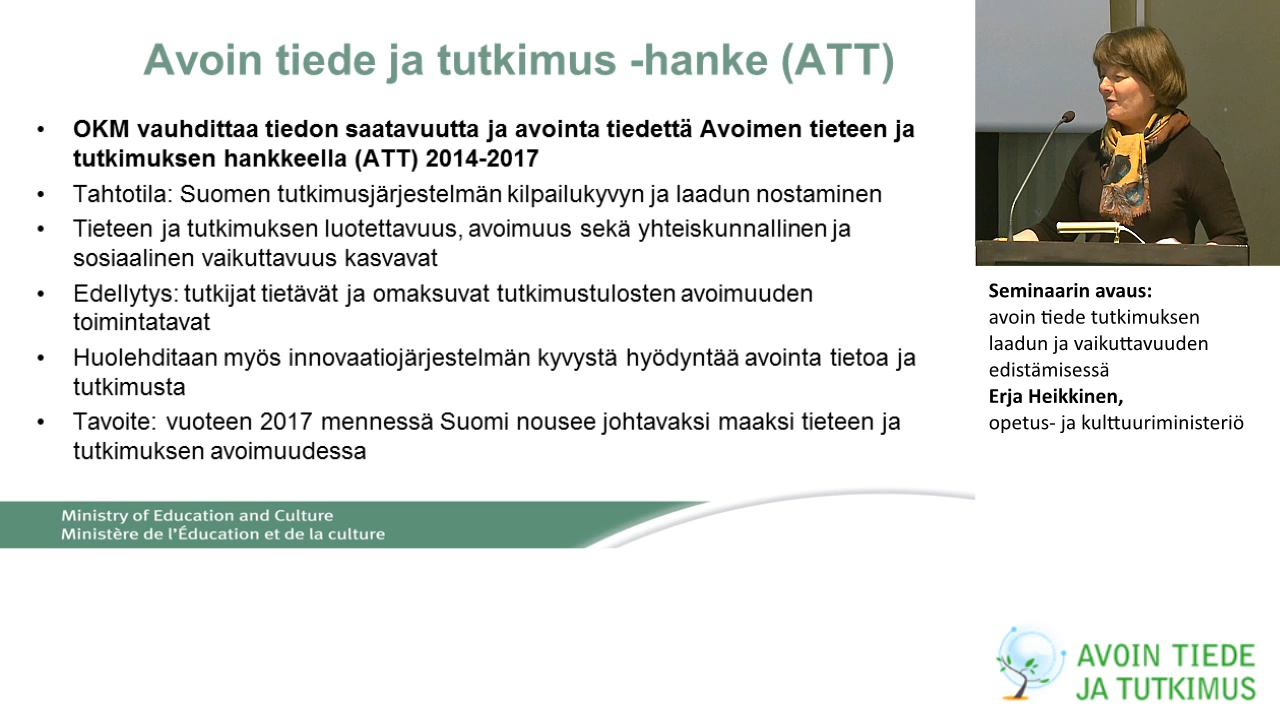 Avoin tiede ja tutkimus -hanke (ATT)
• OKM vauhdittaa tiedon saatavuutta ja avointa tiedettä Avoimen tieteen ja
tutkimuksen hankkeella (ATT) 2014-2017
• Tahtotila: Suomen tutkimusjärjestelmän kilpailukyvyn ja laadun nostaminen
• Tieteen ja tutkimuksen luotettavuus, avoimuus sekä yhteiskunnallinen ja
sosiaalinen vaikuttavuus kasvavat
• Edellytys: tutkijat tietävät ja omaksuvat tutkimustulosten avoimuuden
toimintatavat
• Huolehditaan myös innovaatiojärjestelmän kyvystä hyödyntää avointa tietoa ja
tutkimusta
• Tavoite: vuoteen 2017 mennessä Suomi nousee johtavaksi maaksi tieteen ja
tutkimuksen avoimuudessa
Ministry of Education and Culture
Ministère de l'Éducation et de la culture
Seminaarin avaus:
avoin tiede tutkimuksen
laadun ja vaikuttavuuden
edistämisessä
Erja Heikkinen,
opetus- ja kulttuuriministeriö
AVOIN TIEDE
JA TUTKIMUS